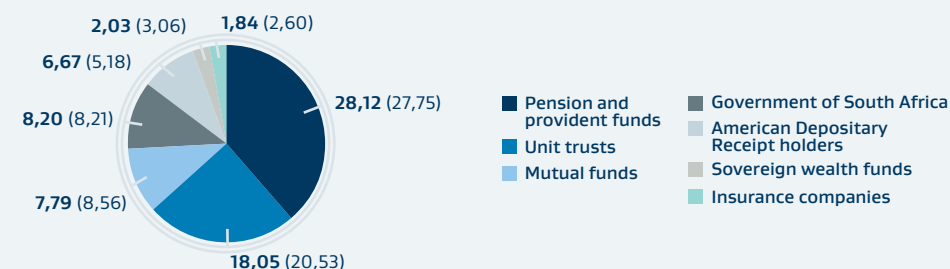 2,03 (3,06)
1,84 (2,60)
6,67 (5,18)
8,20 (8,21)
28,12 (27,75)
7,79 (8,56)
18,05 (20,53)
Pension and
provident funds
Unit trusts
Mutual funds
Government of South Africa
American Depositary
Receipt holders
Sovereign wealth funds
Insurance companies